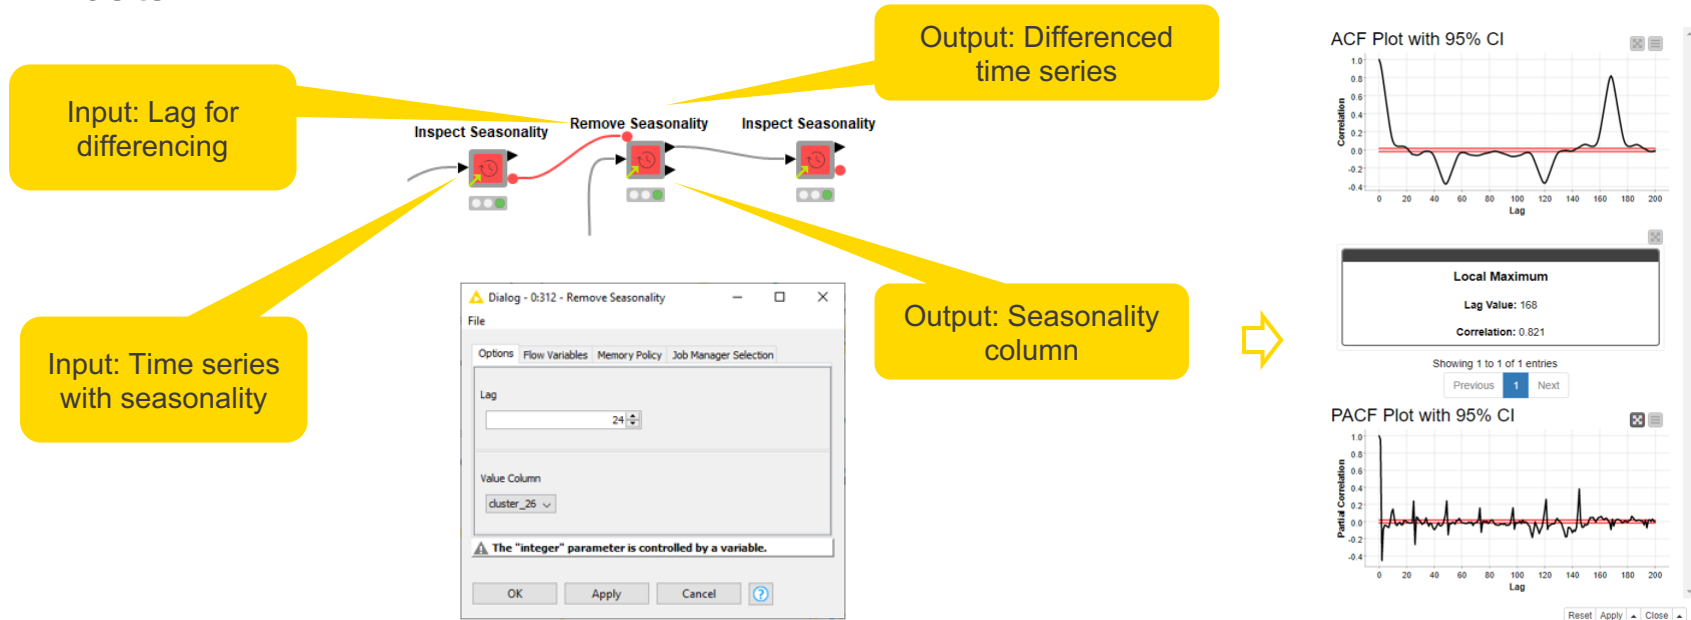 Input: Lag for
differencing
Output: Differenced
time series
Inspect Seasonality
Remove Seasonality
Inspect Seasonality
Input: Time series
with seasonality
Output: Seasonality
column
Dialog - 0:312 - Remove Seasonality
File
Options Flow Variables Memory Policy Job Manager Selection
Lag
24
Value Column
cluster_26
The "integer" parameter is controlled by a variable.
OK Apply Cancel ?
ACF Plot with 95% CI
Correlation
1.0
0.8
0.6
0.4
0.2
0.0
-0.2
-0.4
0 20 40 60 80 100 120 140 160 180 200
Lag
Local Maximum
Lag Value: 168
Correlation: 0.821
Showing 1 to 1 of 1 entries
Previous 1 Next
PACF Plot with 95% CI
Partial Correlation
1.0
0.8
0.6
0.4
0.2
0.0
-0.2
-0.4
0 20 40 60 80 100 120 140 160 180 200
Lag
Reset Apply Close